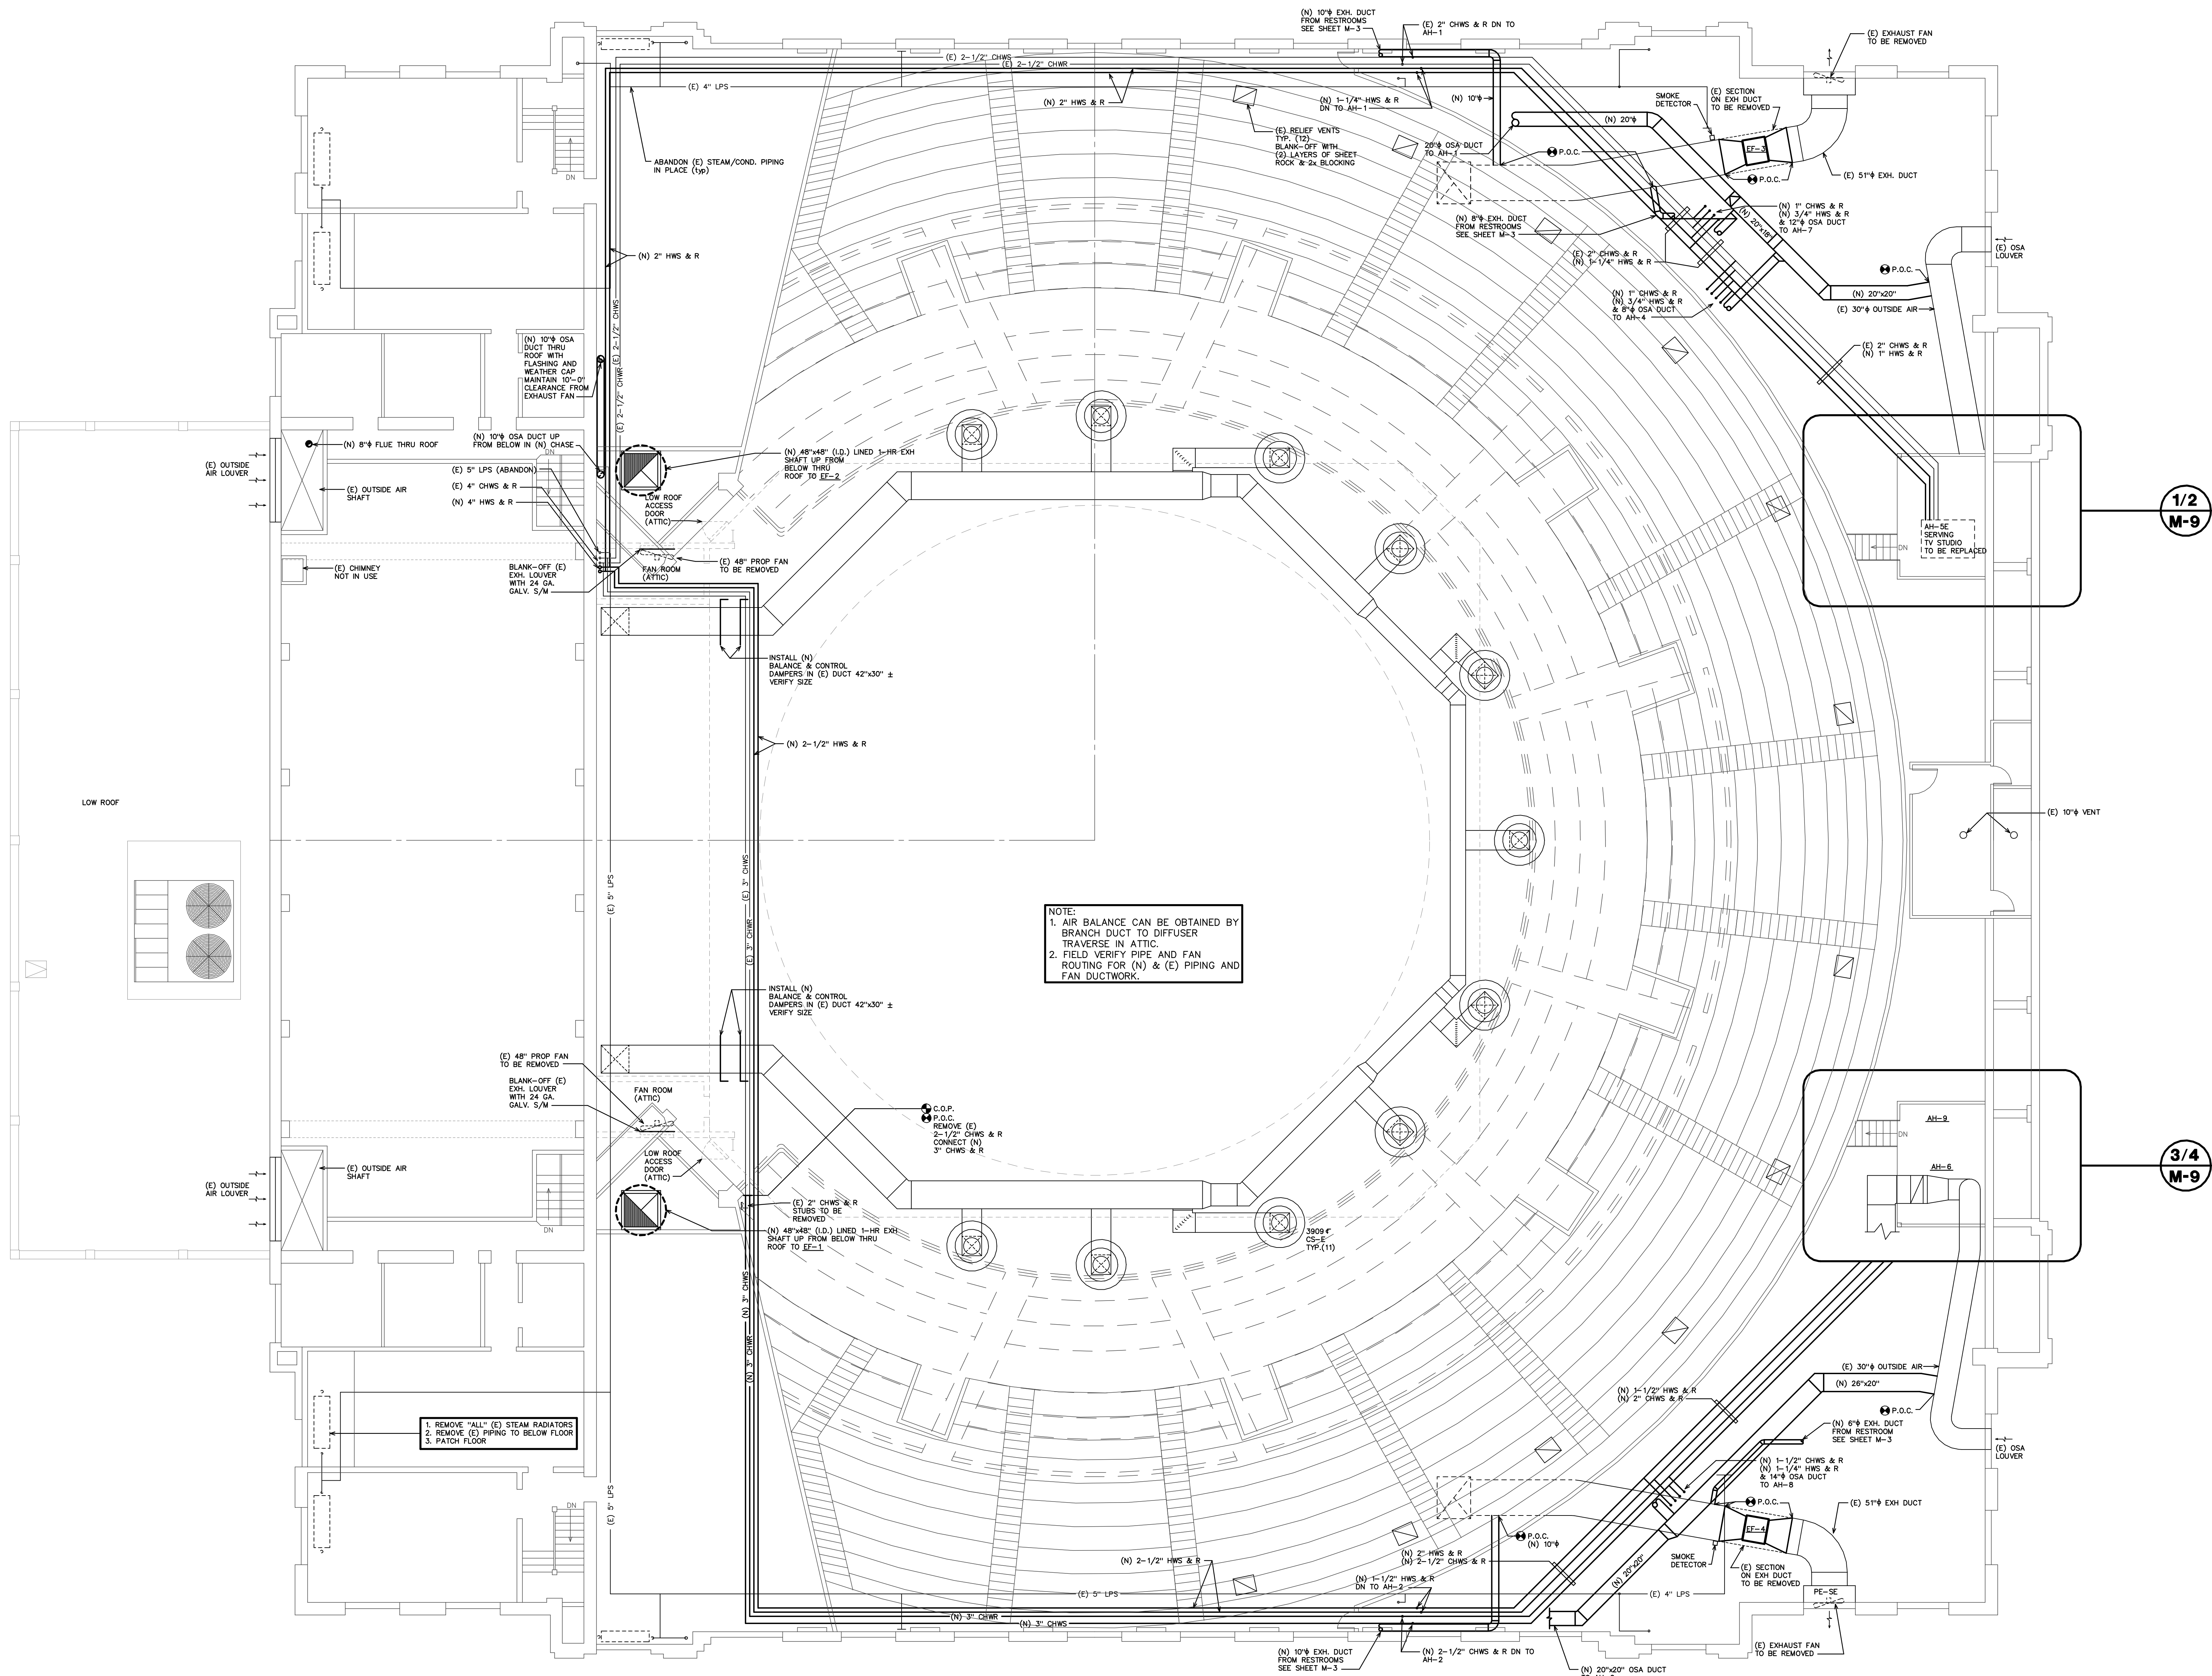 (N) 10"ϕ EXH. DUCT
FROM RESTROOMS
SEE SHEET M-3
(E) 2" CHWS & R DN TO
AH-1
(E) EXHAUST FAN
TO BE REMOVED
(E) 2-1/2" CHWS
(E) 2-1/2" CHWR
(E) 4" LPS
(N) 2" HWS & R
(N) 1-1/4" HWS & R
DN TO AH-1
(N) 10"ϕ
(N) 20"ϕ
SMOKE
DETECTOR
(E) SECTION
ON EXH DUCT
TO BE REMOVED
(E) RELIEF VENTS
TYP. (12)
BLANK-OFF WITH
(2) LAYERS OF SHEET
ROCK & 2x BLOCKING
20"ϕ OSA DUCT
TO AH-1
P.O.C.
EF-3
P.O.C.
(E) 51"ϕ EXH. DUCT
ABANDON (E) STEAM/COND. PIPING
IN PLACE (typ)
DN
(N) 8"ϕ EXH. DUCT
FROM RESTROOMS
SEE SHEET M-3
(N) 20"x18"
(N) 1" CHWS & R
(N) 3/4" HWS & R
& 12"ϕ OSA DUCT
TO AH-7
(N) 2" HWS & R
(E) 2" CHWS & R
(N) 1-1/4" HWS & R
(E) OSA
LOUVER
P.O.C.
(N) 20"x20"
(E) 30"ϕ OUTSIDE AIR
(N) 1" CHWS & R
(N) 3/4" HWS & R
& 8"ϕ OSA DUCT
TO AH-4
(E) 2-1/2" CHWS
(E) 2-1/2" CHWR
(N) 10"ϕ OSA
DUCT THRU
ROOF WITH
FLASHING AND
WEATHER CAP
MAINTAIN 10'-0"
CLEARANCE FROM
EXHAUST FAN
(E) 2" CHWS & R
(N) 1" HWS & R
(N) 8"ϕ FLUE THRU ROOF
(N) 10"ϕ OSA DUCT UP
FROM BELOW IN (N) CHASE
DN
(E) OUTSIDE
AIR LOUVER
(E) OUTSIDE AIR
SHAFT
(E) 5" LPS (ABANDON)
(E) 4" CHWS & R
(N) 4" HWS & R
(N) 48"x48" (I.D.) LINED 1-HR EXH
SHAFT UP FROM
BELOW THRU
ROOF TO EF-2
LOW ROOF
ACCESS
DOOR
(ATTIC)
1/2
M-9
AH-5E
SERVING
TV STUDIO
TO BE REPLACED
DN
(E) CHIMNEY
NOT IN USE
BLANK-OFF (E)
EXH. LOUVER
WITH 24 GA.
GALV. S/M
FAN ROOM
(ATTIC)
(E) 48" PROP FAN
TO BE REMOVED
INSTALL (N)
BALANCE & CONTROL
DAMPERS IN (E) DUCT 42"x30" ±
VERIFY SIZE
(N) 2-1/2" HWS & R
LOW ROOF
(E) 10"ϕ VENT
(E) 5" LPS
(E) 3" CHWS
(E) 3" CHWR
NOTE:
1. AIR BALANCE CAN BE OBTAINED BY
BRANCH DUCT TO DIFFUSER
TRAVERSE IN ATTIC.
2. FIELD VERIFY PIPE AND FAN
ROUTING FOR (N) & (E) PIPING AND
FAN DUCTWORK.
INSTALL (N)
BALANCE & CONTROL
DAMPERS IN (E) DUCT 42"x30" ±
VERIFY SIZE
(E) 48" PROP FAN
TO BE REMOVED
BLANK-OFF (E)
EXH. LOUVER
WITH 24 GA.
GALV. S/M
FAN ROOM
(ATTIC)
LOW ROOF
ACCESS
DOOR
(ATTIC)
C.O.P.
P.O.C.
REMOVE (E)
2-1/2" CHWS & R
CONNECT (N)
3" CHWS & R
AH-9
DN
AH-6
3/4
M-9
(E) OUTSIDE
AIR LOUVER
(E) OUTSIDE AIR
SHAFT
DN
(E) 2" CHWS & R
STUBS TO BE
REMOVED
(N) 48"x48" (I.D.) LINED 1-HR EXH
SHAFT UP FROM BELOW THRU
ROOF TO EF-1
CS-E
TYP.(11)
(N) 3" CHWS
(N) 3" CHWR
(E) 30"ϕ OUTSIDE AIR
(N) 26"x20"
P.O.C.
(N) 1-1/2" HWS & R
(N) 2" CHWS & R
(N) 6"ϕ EXH. DUCT
FROM RESTROOM
SEE SHEET M-3
(E) OSA
LOUVER
1. REMOVE "ALL" (E) STEAM RADIATORS
2. REMOVE (E) PIPING TO BELOW FLOOR
3. PATCH FLOOR
(N) 1-1/2" CHWS & R
(N) 1-1/4" HWS & R
& 14"ϕ OSA DUCT
TO AH-8
P.O.C.
(E) 51"ϕ EXH DUCT
EF-4
DN
(E) 5" LPS
P.O.C.
(N) 10"ϕ
(N) 2" HWS & R
(N) 2-1/2" CHWS & R
(N) 2-1/2" HWS & R
(N) 1-1/2" HWS & R
DN TO AH-2
(N) 20"x20"
SMOKE
DETECTOR
(E) SECTION
ON EXH DUCT
TO BE REMOVED
PE-SE
(E) 5" LPS
(E) 4" LPS
(N) 3" CHWR
(N) 3" CHWS
(N) 10"ϕ EXH. DUCT
FROM RESTROOMS
SEE SHEET M-3
(N) 2-1/2" CHWS & R DN TO
AH-2
(N) 20"x20" OSA DUCT
(E) EXHAUST FAN
TO BE REMOVED